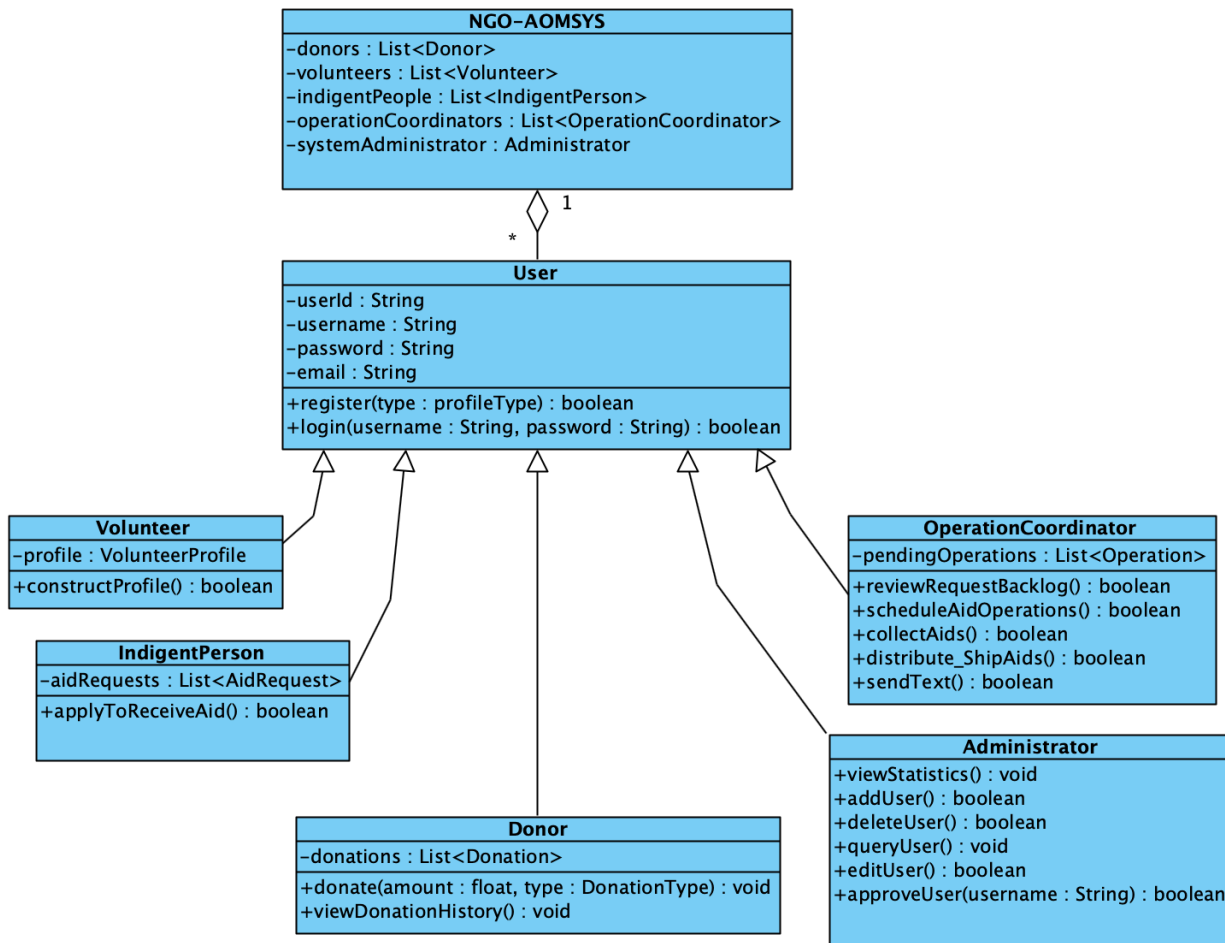 NGO-AOMSYS
-donors : List<Donor>
-volunteers : List<Volunteer>
-indigentPeople : List<IndigentPerson>
-operationCoordinators : List<OperationCoordinator>
-systemAdministrator : Administrator
1
*
User
-userId : String
-username : String
-password : String
-email : String
+register(type : profileType) : boolean
+login(username : String, password : String) : boolean
Volunteer
-profile : VolunteerProfile
+constructProfile() : boolean
OperationCoordinator
-pendingOperations : List<Operation>
+reviewRequestBacklog() : boolean
+scheduleAidOperations() : boolean
+collectAids() : boolean
+distribute_ShipAids() : boolean
+sendText() : boolean
IndigentPerson
-aidRequests : List<AidRequest>
+applyToReceiveAid() : boolean
Administrator
+viewStatistics() : void
+addUser() : boolean
+deleteUser() : boolean
+queryUser() : void
+editUser() : boolean
+approveUser(username : String) : boolean
Donor
-donations : List<Donation>
+donate(amount : float, type : DonationType) : void
+viewDonationHistory() : void